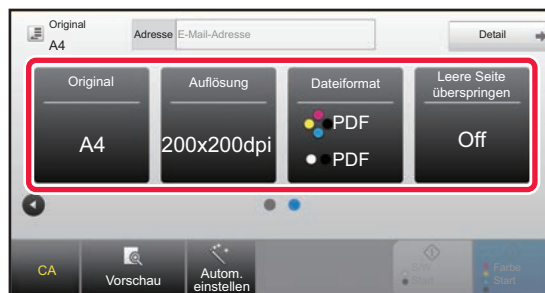 Original
A4
Adresse E-Mail-Adresse
Detail
Original
A4
Auflösung
200x200dpi
Dateiformat
PDF
PDF
Leere Seite
überspringen
Off
CA
Vorschau
Autom.
einstellen
B/W
Start
Farbe
Start